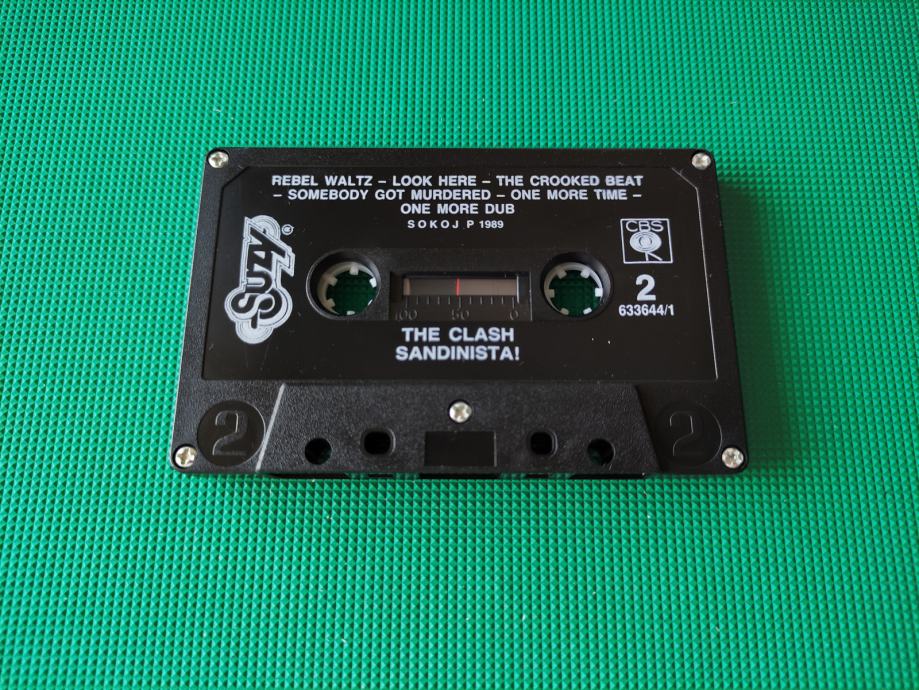 REBEL WALTZ – LOOK HERE – THE CROOKED BEAT
– SOMEBODY GOT MURDERED – ONE MORE TIME –
ONE MORE DUB
SOKOJ P 1989
SUZY®
CBS
2
633644/1
100 50 0
THE CLASH
SANDINISTA!
2
2